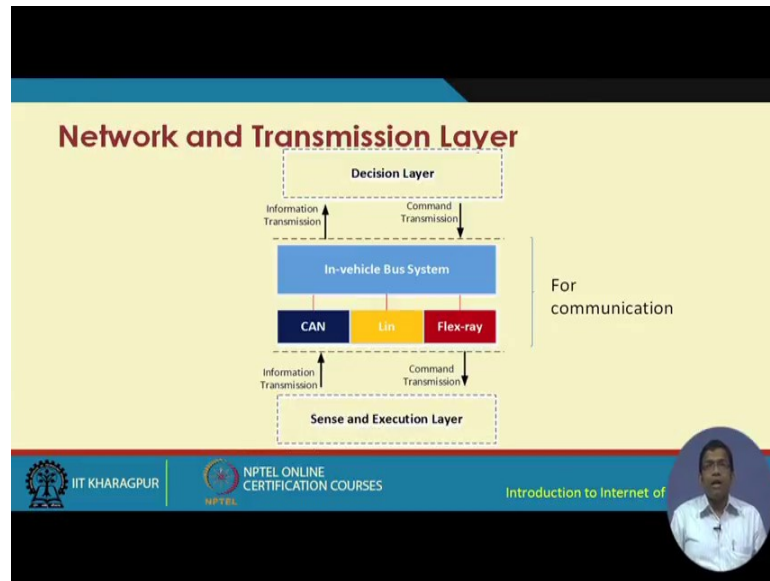 Network and Transmission Layer
Decision Layer
Information
Transmission
Command
Transmission
In-vehicle Bus System
CAN
Lin
Flex-ray
For
communication
Information
Transmission
Command
Transmission
Sense and Execution Layer
IIT KHARAGPUR
NPTEL
NPTEL ONLINE
CERTIFICATION COURSES
Introduction to Internet of